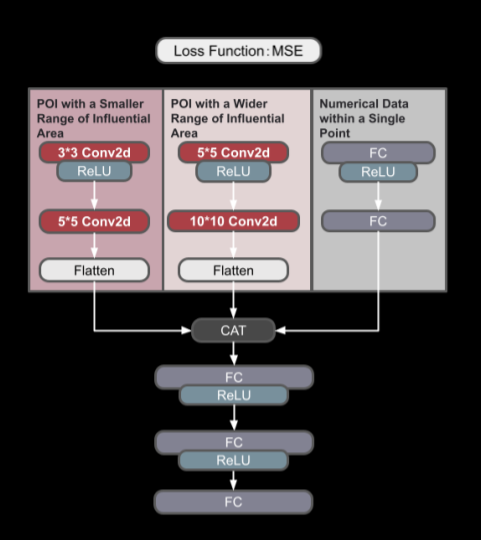 Loss Function：MSE
POI with a Smaller
Range of Influential
Area
3*3 Conv2d
ReLU
5*5 Conv2d
Flatten
POI with a Wider
Range of Influential
Area
5*5 Conv2d
ReLU
10*10 Conv2d
Flatten
Numerical Data
within a Single
Point
FC
ReLU
FC
CAT
FC
ReLU
FC
ReLU
FC